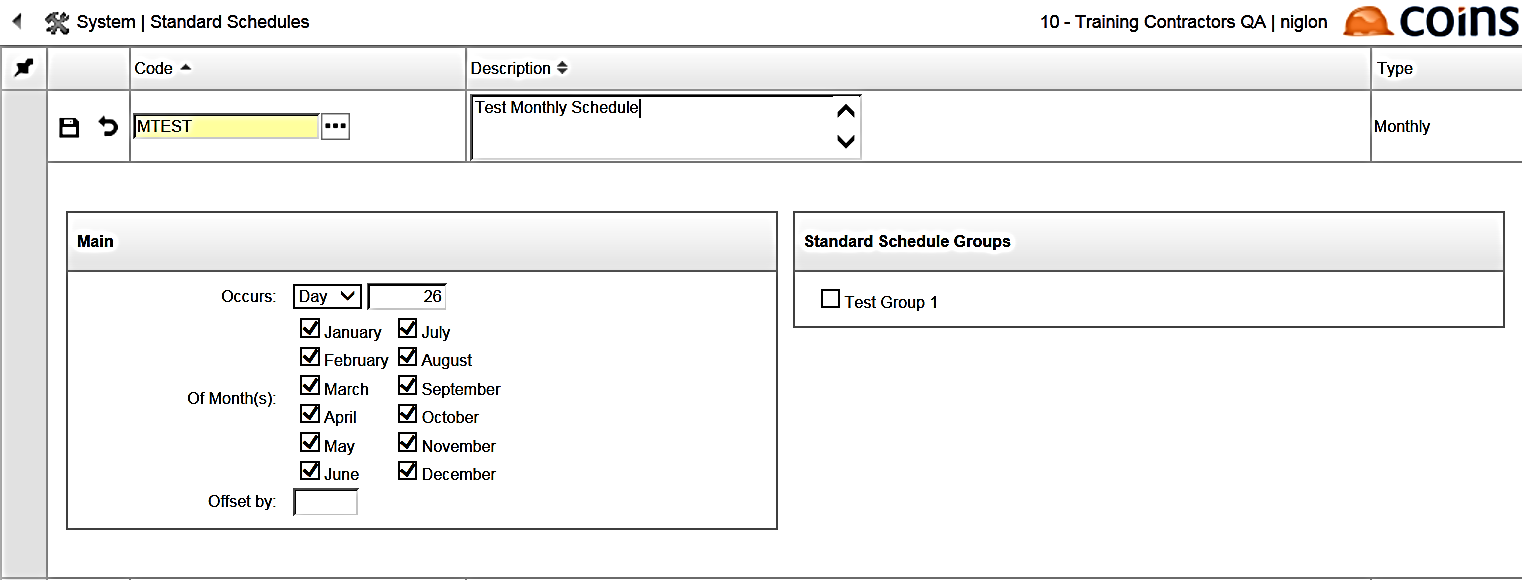 System | Standard Schedules
10 - Training Contractors QA | niglon
coins
Code
Description
Type
MTEST
Test Monthly Schedule
Monthly
Main
Occurs: Day 26
Of Month(s):
January July
February August
March September
April October
May November
June December
Offset by:
Standard Schedule Groups
Test Group 1